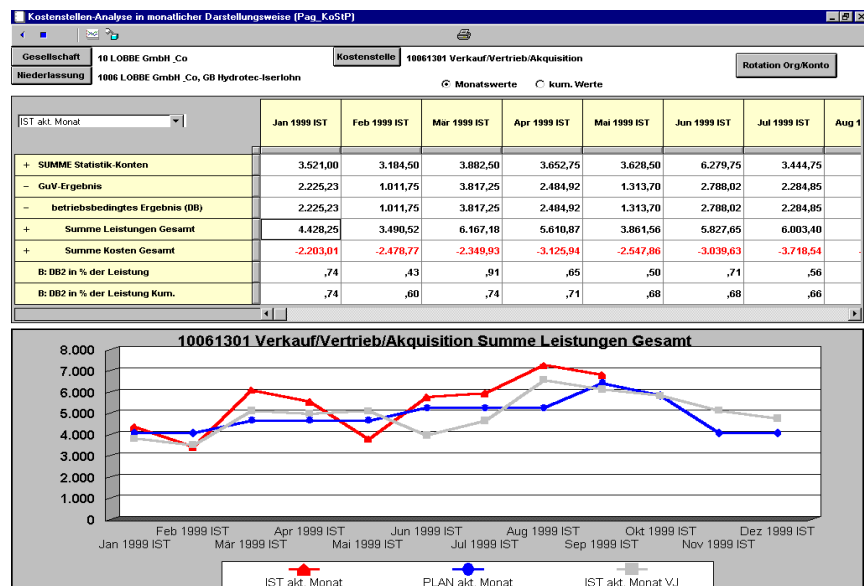 Kostenstellen-Analyse in monatlicher Darstellungsweise (Pag_KoStP)
Gesellschaft 10 LOBBE GmbH_Co Kostenstelle 10061301 Verkauf/Vertrieb/Akquisition
Niederlassung 1006 LOBBE GmbH_Co, GB Hydrotec-Iserlohn Rotation Org/Konto
Monatswerte kum. Werte
IST akt. Monat Jan 1999 IST Feb 1999 IST Mär 1999 IST Apr 1999 IST Mai 1999 IST Jun 1999 IST Jul 1999 IST Aug 1
+ SUMME Statistik-Konten 3.521,00 3.184,50 3.882,50 3.652,75 3.628,50 6.279,75 3.444,75
- GuV-Ergebnis 2.225,23 1.011,75 3.817,25 2.484,92 1.313,70 2.788,02 2.284,85
- betriebsbedingtes Ergebnis (DB) 2.225,23 1.011,75 3.817,25 2.484,92 1.313,70 2.788,02 2.284,85
+ Summe Leistungen Gesamt 4.428,25 3.490,52 6.167,18 5.610,87 3.861,56 5.827,65 6.003,40
+ Summe Kosten Gesamt -2.203,01 -2.478,77 -2.349,93 -3.125,94 -2.547,86 -3.039,63 -3.718,54 -
B: DB2 in % der Leistung ,74 ,43 ,91 ,65 ,50 ,71 ,56
B: DB2 in % der Leistung Kum. ,74 ,60 ,74 ,71 ,68 ,68 ,66
10061301 Verkauf/Vertrieb/Akquisition Summe Leistungen Gesamt
8.000
7.000
6.000
5.000
4.000
3.000
2.000
1.000
0
Feb 1999 IST Apr 1999 IST Jun 1999 IST Aug 1999 IST Okt 1999 IST Dez 1999 IST
Jan 1999 IST Mär 1999 IST Mai 1999 IST Jul 1999 IST Sep 1999 IST Nov 1999 IST
IST akt. Monat PLAN akt. Monat IST akt. Monat VJ